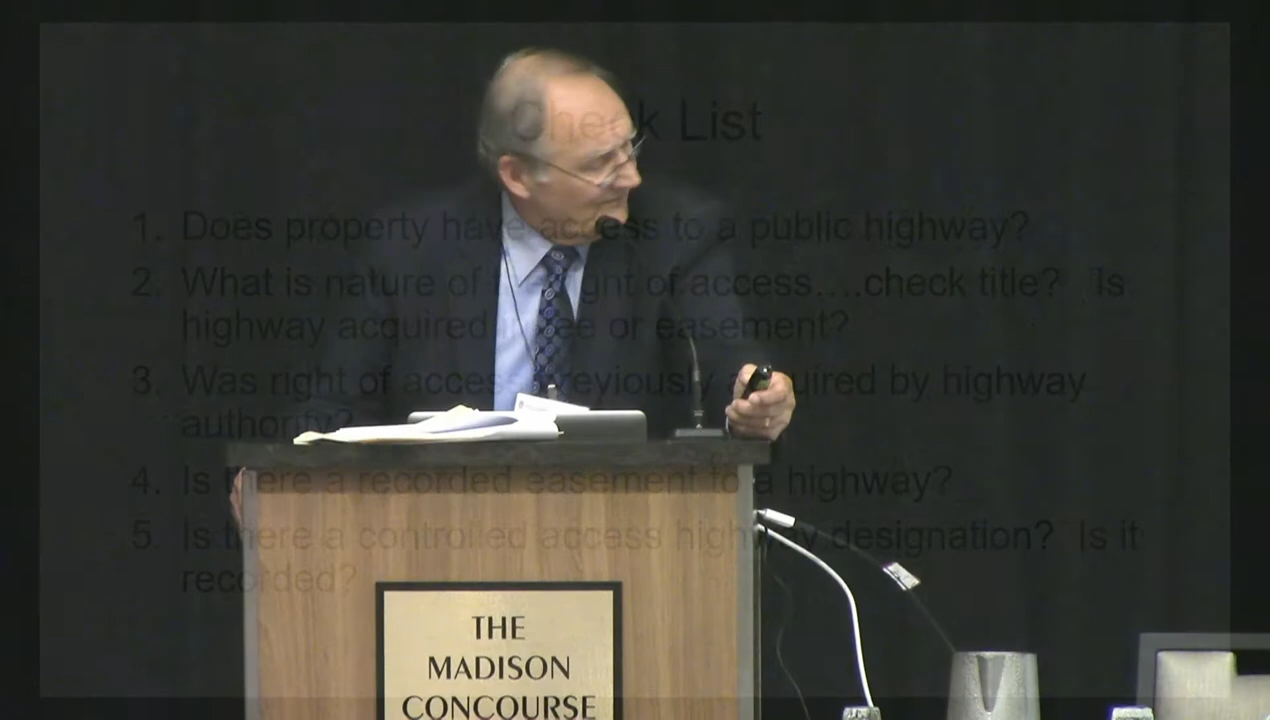 Check List
1. Does property have access to a public highway?
2. What is nature of right of access....check title? Is
highway acquired in fee or easement?
3. Was right of access previously acquired by highway
authority?
4. Is there a recorded easement to a highway?
5. Is there a controlled access highway designation? Is it
recorded?
THE
MADISON
CONCOURSE